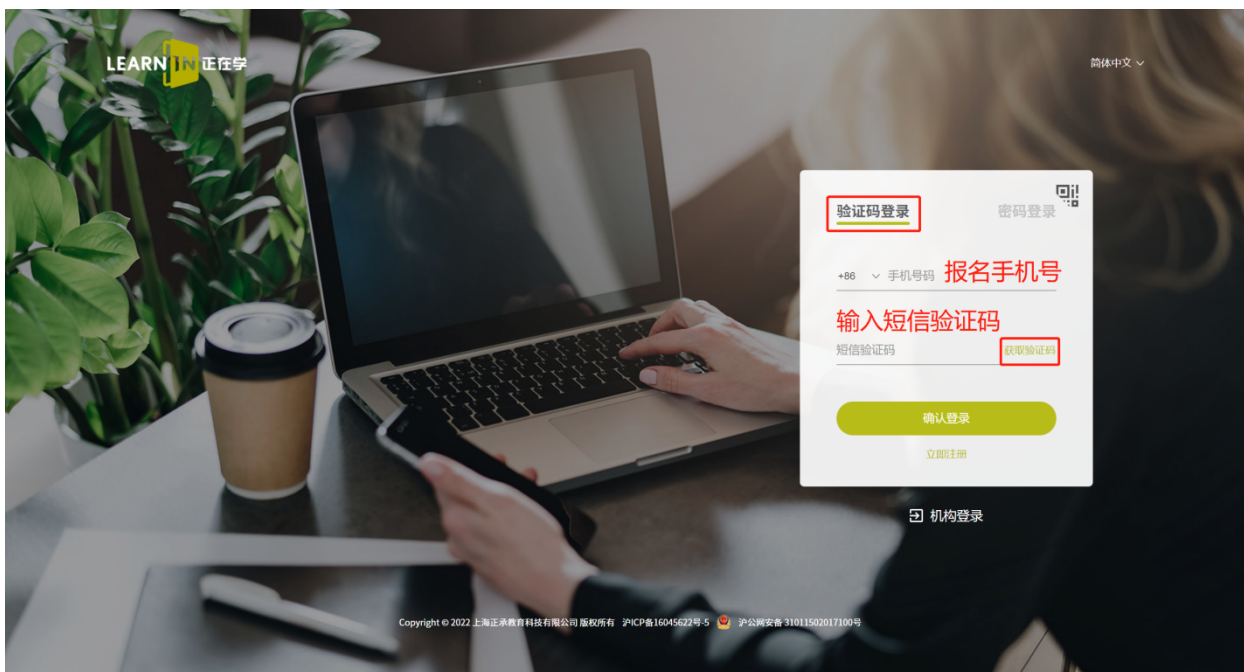 LEARN IN 正在学
简体中文
验证码登录 密码登录
+86 手机号码 报名手机号
输入短信验证码
短信验证码 获取验证码
确认登录
立即注册
机构登录
Copyright © 2022 上海正承教育科技有限公司 版权所有 沪ICP备16045622号-5 沪公网安备 31011502017100号